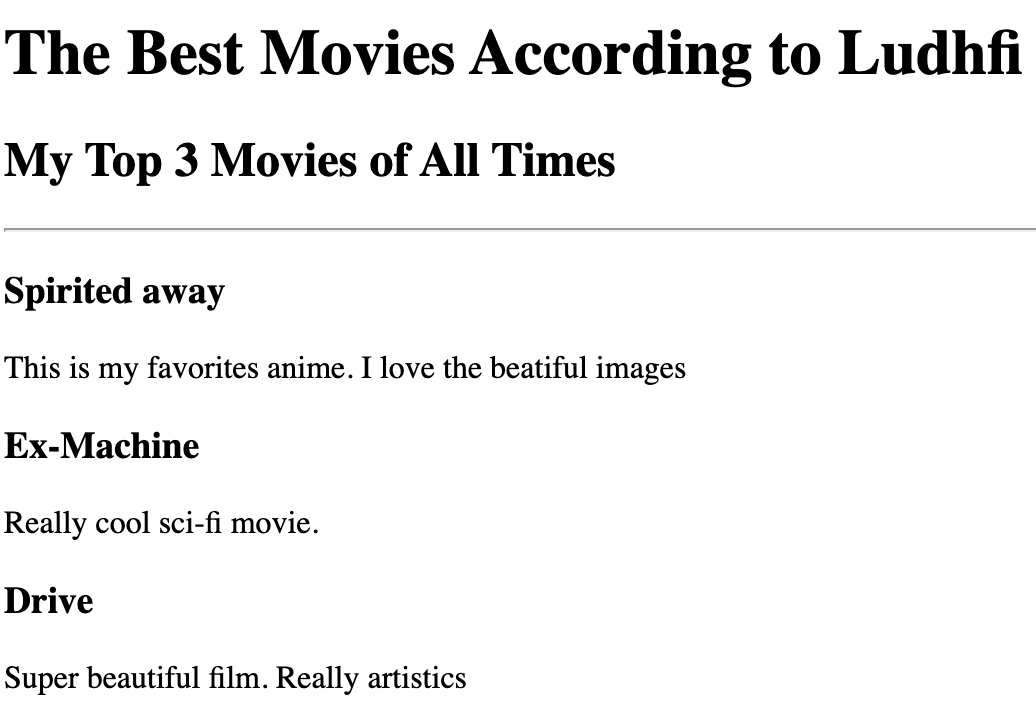 The Best Movies According to Ludhfi
My Top 3 Movies of All Times
Spirited away
This is my favorites anime. I love the beatiful images
Ex-Machine
Really cool sci-fi movie.
Drive
Super beautiful film. Really artistics